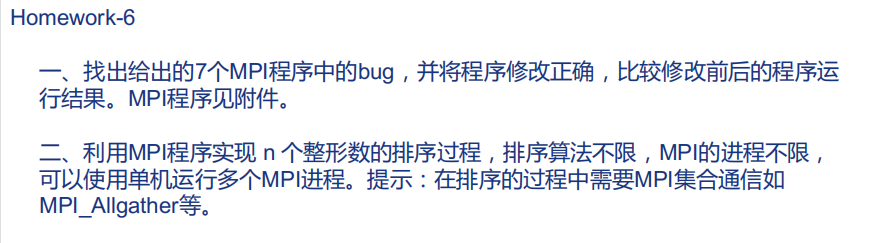 Homework-6
一、找出给出的7个MPI程序中的bug，并将程序修改正确，比较修改前后的程序运
行结果。MPI程序见附件。
二、利用MPI程序实现 n 个整形数的排序过程，排序算法不限，MPI的进程不限，
可以使用单机运行多个MPI进程。提示：在排序的过程中需要MPI集合通信如
MPI_Allgather等。